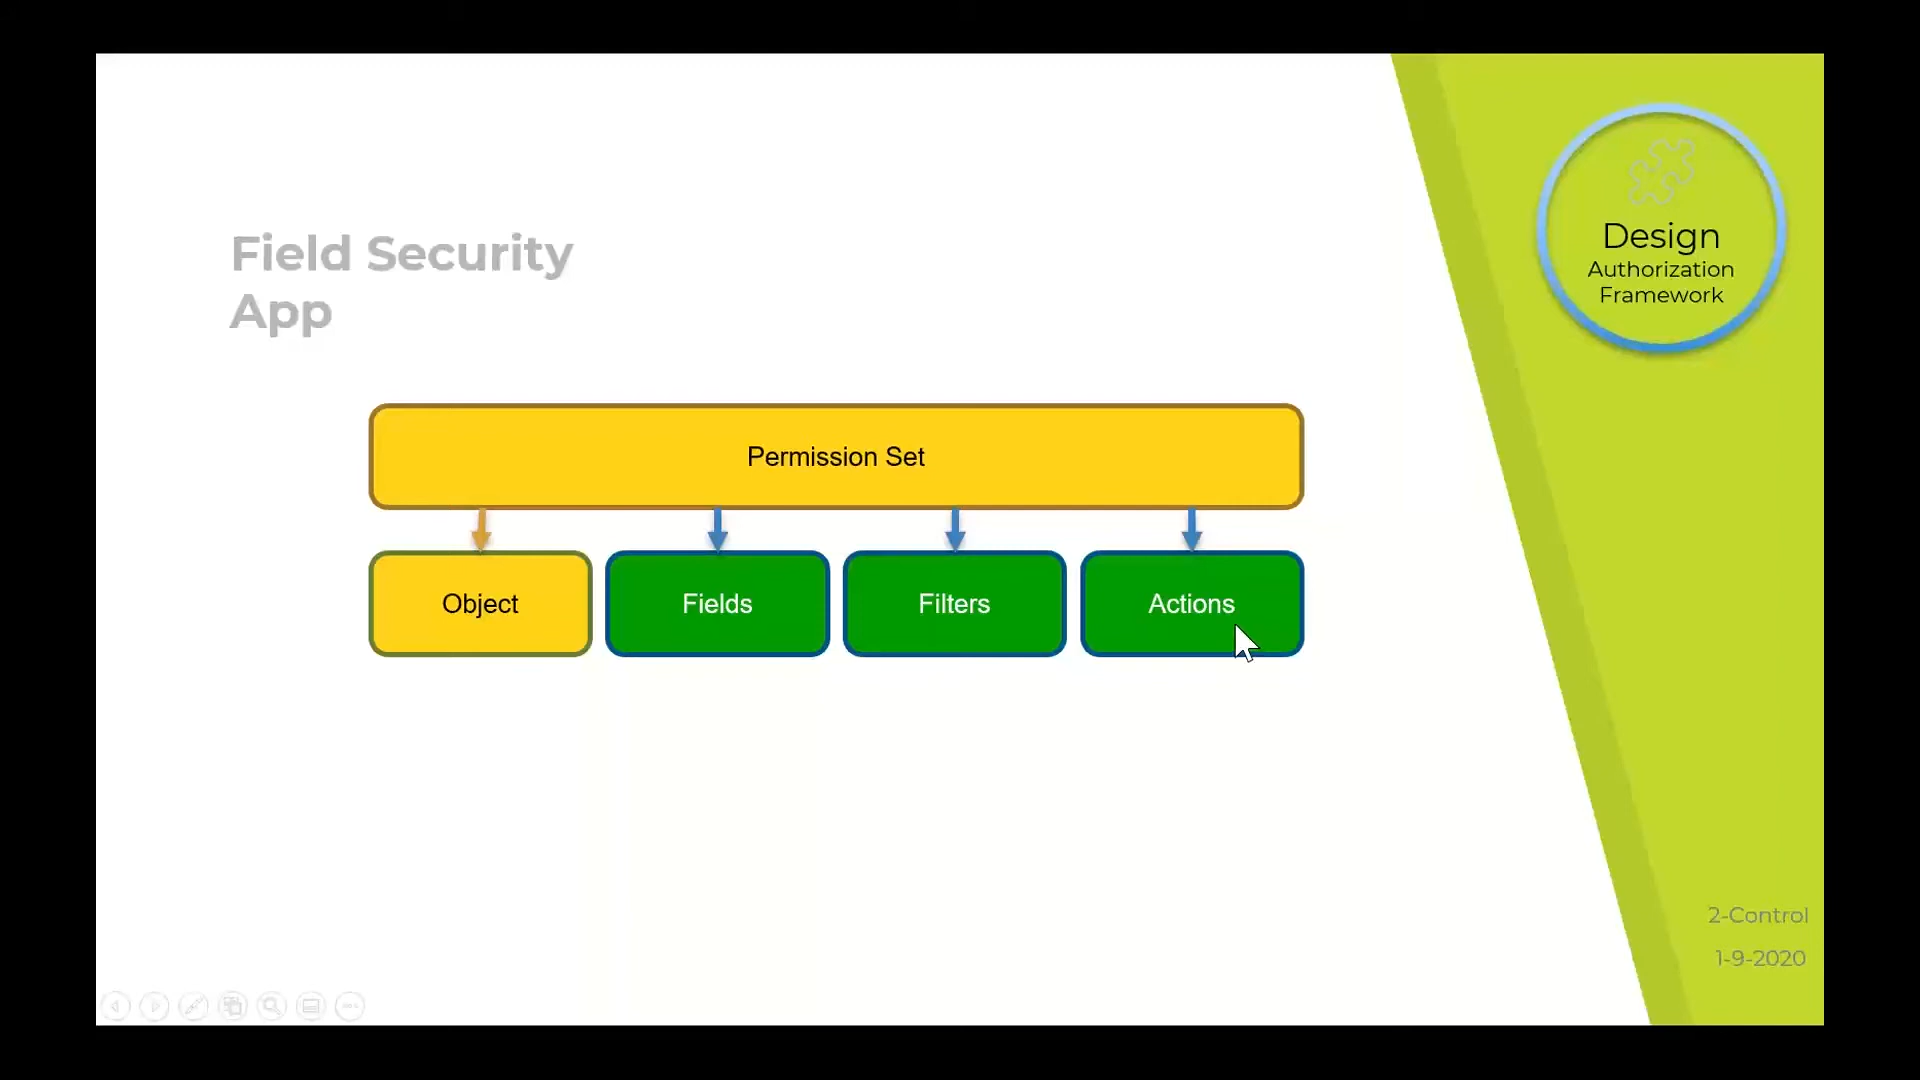 Field Security
App
Design
Authorization
Framework
Permission Set
Object
Fields
Filters
Actions
2-Control
1-9-2020